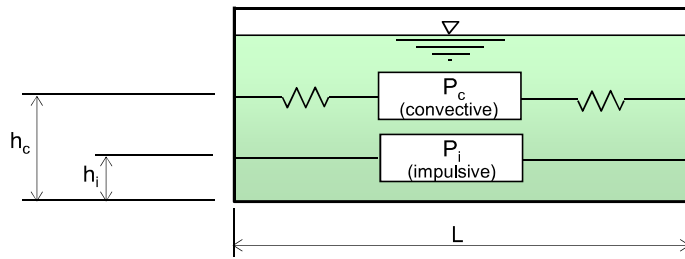 P_c
(convective)
P_i
(impulsive)
h_c
h_i
L